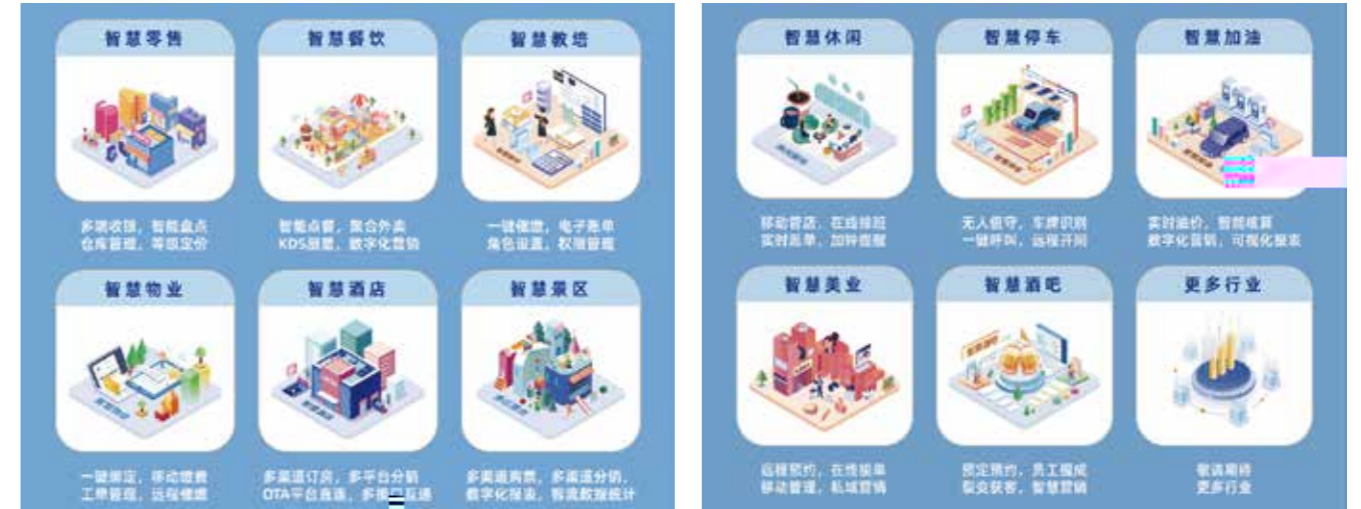 智慧零售
智慧餐饮
智慧教培
多端收银，智能盘点
仓库管理，等级定价
智能点餐，聚合外卖
KDS 数字化营销
一键催缴，电子账单
角色设置，权限管理
智慧物业
智慧酒店
智慧景区
一键绑定，移动缴费
工单管理，远程催缴
多渠道订房，多平台分销
OTA平台直连，多 互通
多渠道购票，多渠道分销，
数字化报表，客流数据统计
智慧休闲
智慧停车
智慧加油
移动管店，在线排班
实时账单，加钟提醒
无人值守，车牌识别
一键呼叫，远程开闸
实时油价，智能核算
数字化营销，可视化报表
智慧美业
智慧酒吧
更多行业
远程预约，在线接单
移动管理，私域营销
预定预约，员工提成
裂变获客，智慧营销
敬请期待
更多行业